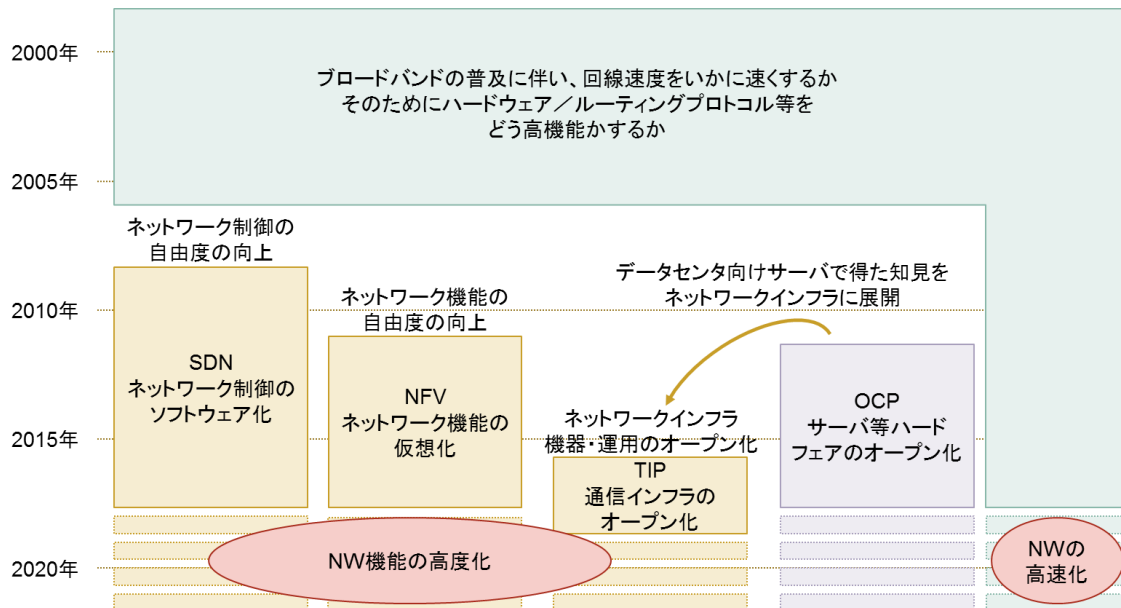 2000年
ブロードバンドの普及に伴い、回線速度をいかに速くするか
そのためにハードウェア／ルーティングプロトコル等を
どう高機能かするか
2005年
ネットワーク制御の
自由度の向上
データセンタ向けサーバで得た知見を
ネットワークインフラに展開
2010年
ネットワーク機能の
自由度の向上
SDN
ネットワーク制御の
ソフトウェア化
NFV
ネットワーク機能の
仮想化
OCP
サーバ等ハード
フェアのオープン化
2015年
ネットワークインフラ
機器・運用のオープン化
TIP
通信インフラの
オープン化
NW機能の高度化
NWの
高速化
2020年